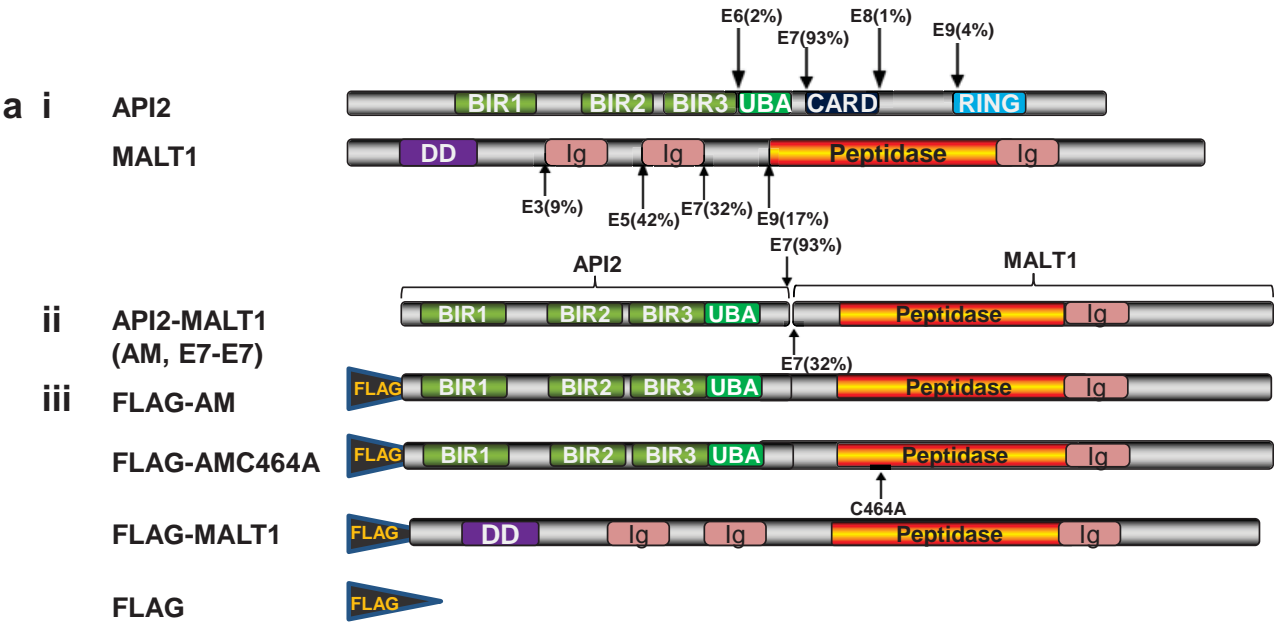 E6(2%)
E7(93%)
E8(1%)
E9(4%)
a i API2 BIR1 BIR2 BIR3 UBA CARD RING
MALT1 DD Ig Ig Peptidase Ig
E3(9%)
E5(42%)
E7(32%)
E9(17%)
E7(93%)
API2 MALT1
ii API2-MALT1 BIR1 BIR2 BIR3 UBA Peptidase Ig
(AM, E7-E7)
E7(32%)
iii FLAG-AM FLAG BIR1 BIR2 BIR3 UBA Peptidase Ig
FLAG-AMC464A FLAG BIR1 BIR2 BIR3 UBA Peptidase Ig
C464A
FLAG-MALT1 FLAG DD Ig Ig Peptidase Ig
FLAG FLAG